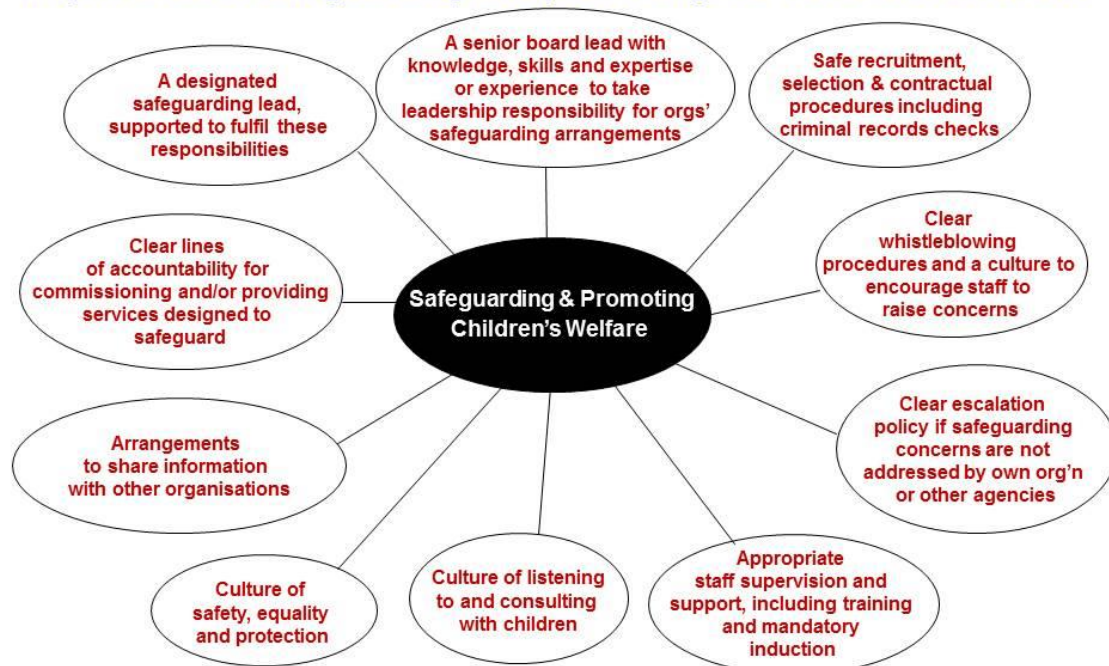 A designated
safeguarding lead,
supported to fulfil these
responsibilities
A senior board lead with
knowledge, skills and expertise
or experience to take
leadership responsibility for orgs'
safeguarding arrangements
Safe recruitment,
selection & contractual
procedures including
criminal records checks
Clear lines
of accountability for
commissioning and/or providing
services designed to
safeguard
Safeguarding & Promoting
Children's Welfare
Clear
whistleblowing
procedures and a culture to
encourage staff to
raise concerns
Arrangements
to share information
with other organisations
Clear escalation
policy if safeguarding
concerns are not
addressed by own org'n
or other agencies
Culture of
safety, equality
and protection
Culture of listening
to and consulting
with children
Appropriate
staff supervision and
support, including training
and mandatory
induction